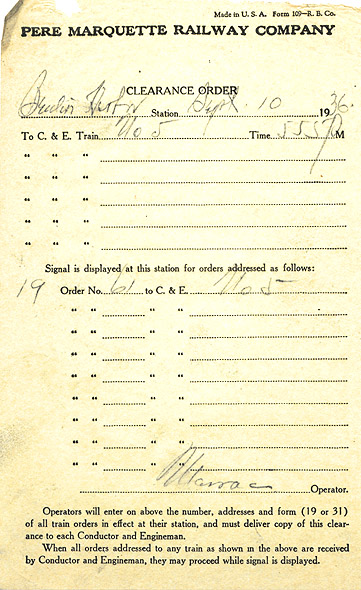 Made in U. S. A. Form 109—R. B. Co.
PERE MARQUETTE RAILWAY COMPANY
CLEARANCE ORDER
Station Sept 10 1936
To C. & E. Train No 5 Time 555 PM
" " "
" " "
" " "
" " "
" " "
Signal is displayed at this station for orders addressed as follows:
19 Order No. 61 to C. & E. No 5
" " " "
" " " "
" " " "
" " " "
" " " "
" " " "
" " " "
" " " "
Operator.
Operators will enter on above the number, addresses and form (19 or 31)
of all train orders in effect at their station, and must deliver copy of this clear-
ance to each Conductor and Engineman.
When all orders addressed to any train as shown in the above are received
by Conductor and Engineman, they may proceed while signal is displayed.